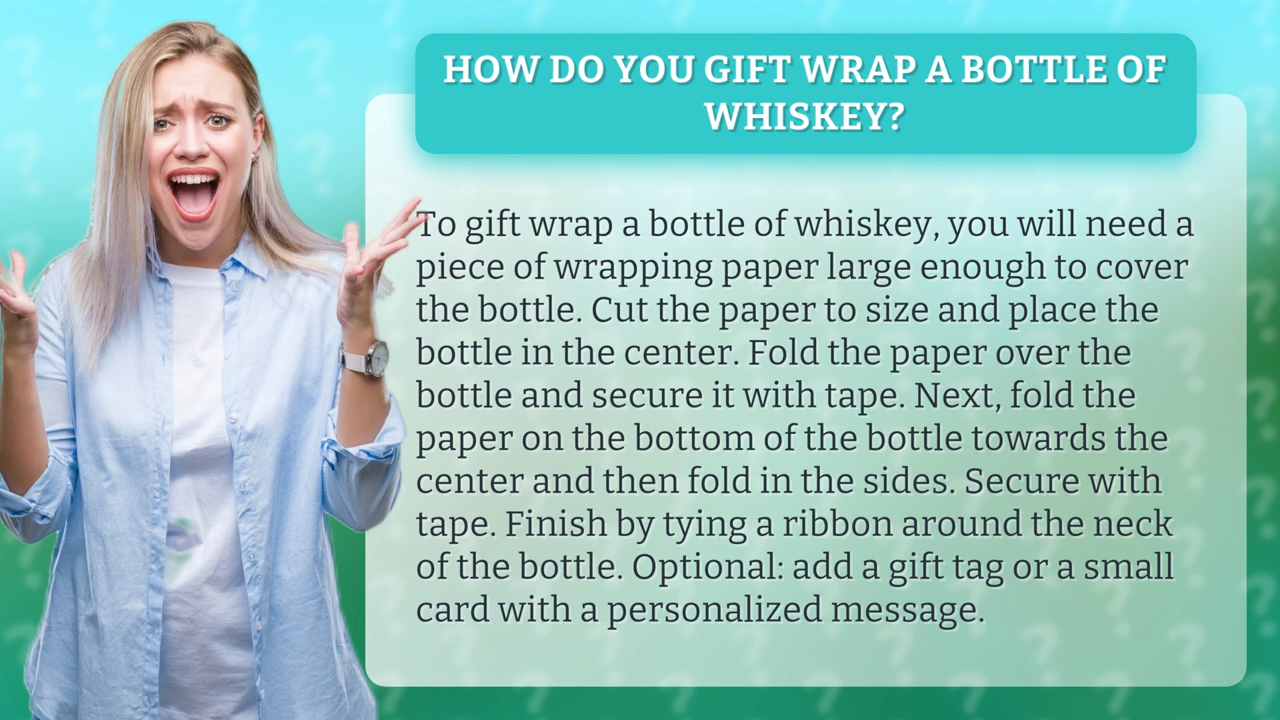 HOW DO YOU GIFT WRAP A BOTTLE OF
WHISKEY?
To gift wrap a bottle of whiskey, you will need a
piece of wrapping paper large enough to cover
the bottle. Cut the paper to size and place the
bottle in the center. Fold the paper over the
bottle and secure it with tape. Next, fold the
paper on the bottom of the bottle towards the
center and then fold in the sides. Secure with
tape. Finish by tying a ribbon around the neck
of the bottle. Optional: add a gift tag or a small
card with a personalized message.